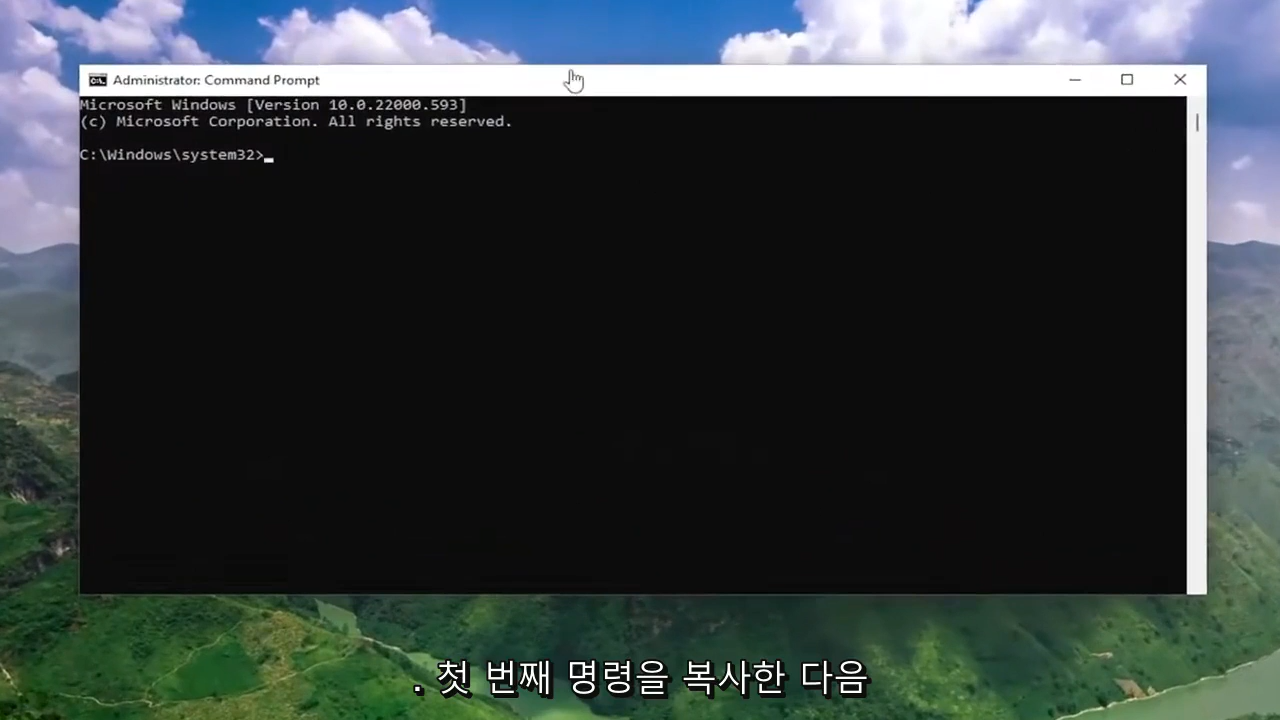 Administrator: Command Prompt
Microsoft Windows [Version 10.0.22000.593]
(c) Microsoft Corporation. All rights reserved.
C:\Windows\system32>
. 첫 번째 명령을 복사한 다음